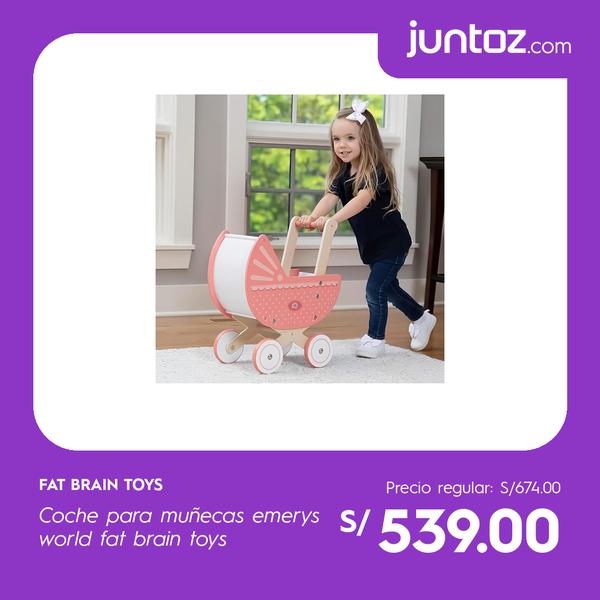 juntoz.com
FAT BRAIN TOYS
Coche para muñecas emerys
world fat brain toys
Precio regular: S/674.00
S/ 539.00